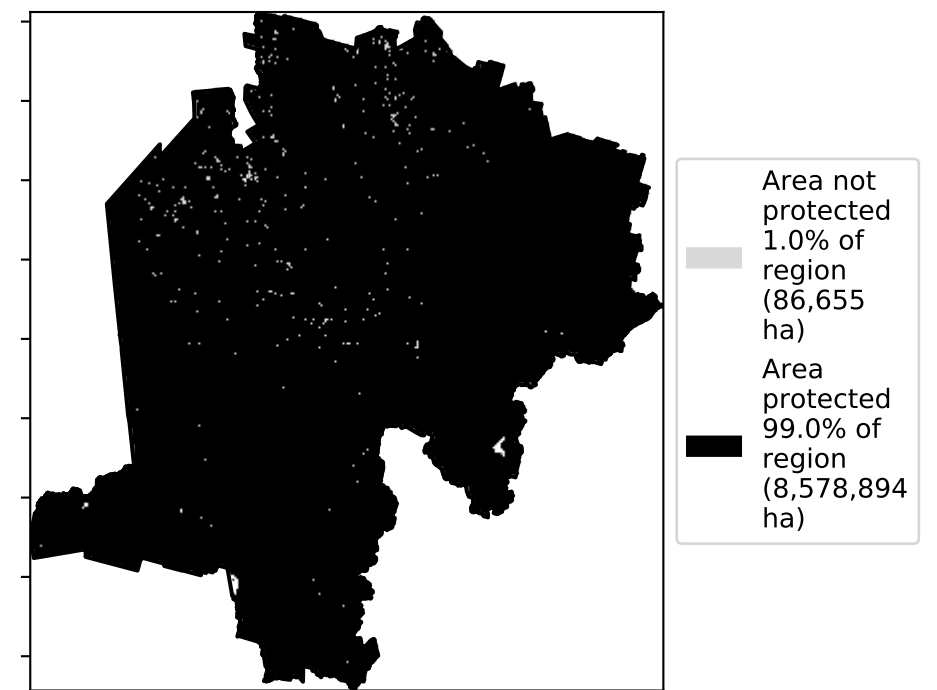 Area not
protected
1.0% of
region
(86,655
ha)
Area
protected
99.0% of
region
(8,578,894
ha)